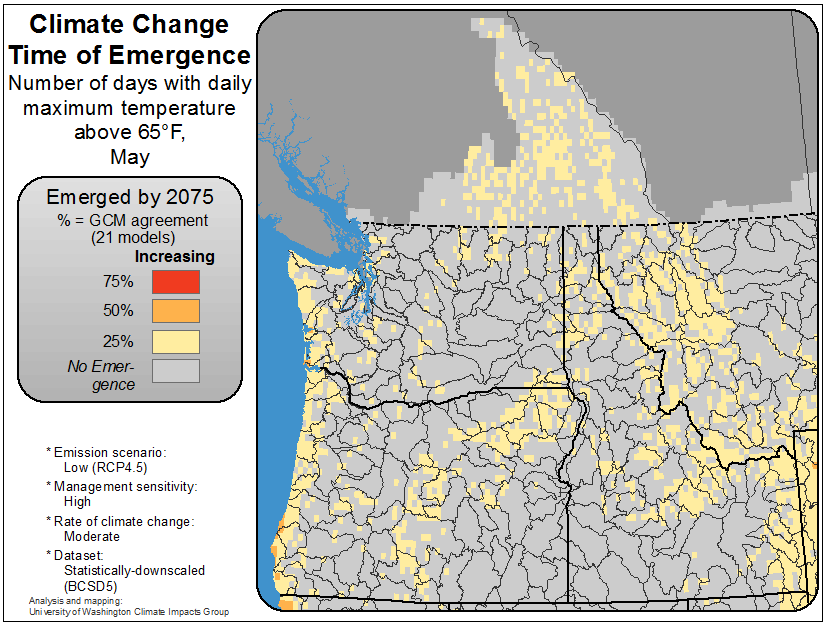 Climate Change
Time of Emergence
Number of days with daily
maximum temperature
above 65°F,
May
Emerged by 2075
% = GCM agreement
(21 models)
Increasing
75%
50%
25%
No Emer-
gence
* Emission scenario:
Low (RCP4.5)
* Management sensitivity:
High
* Rate of climate change:
Moderate
* Dataset:
Statistically-downscaled
(BCSD5)
Analysis and mapping:
University of Washington Climate Impacts Group